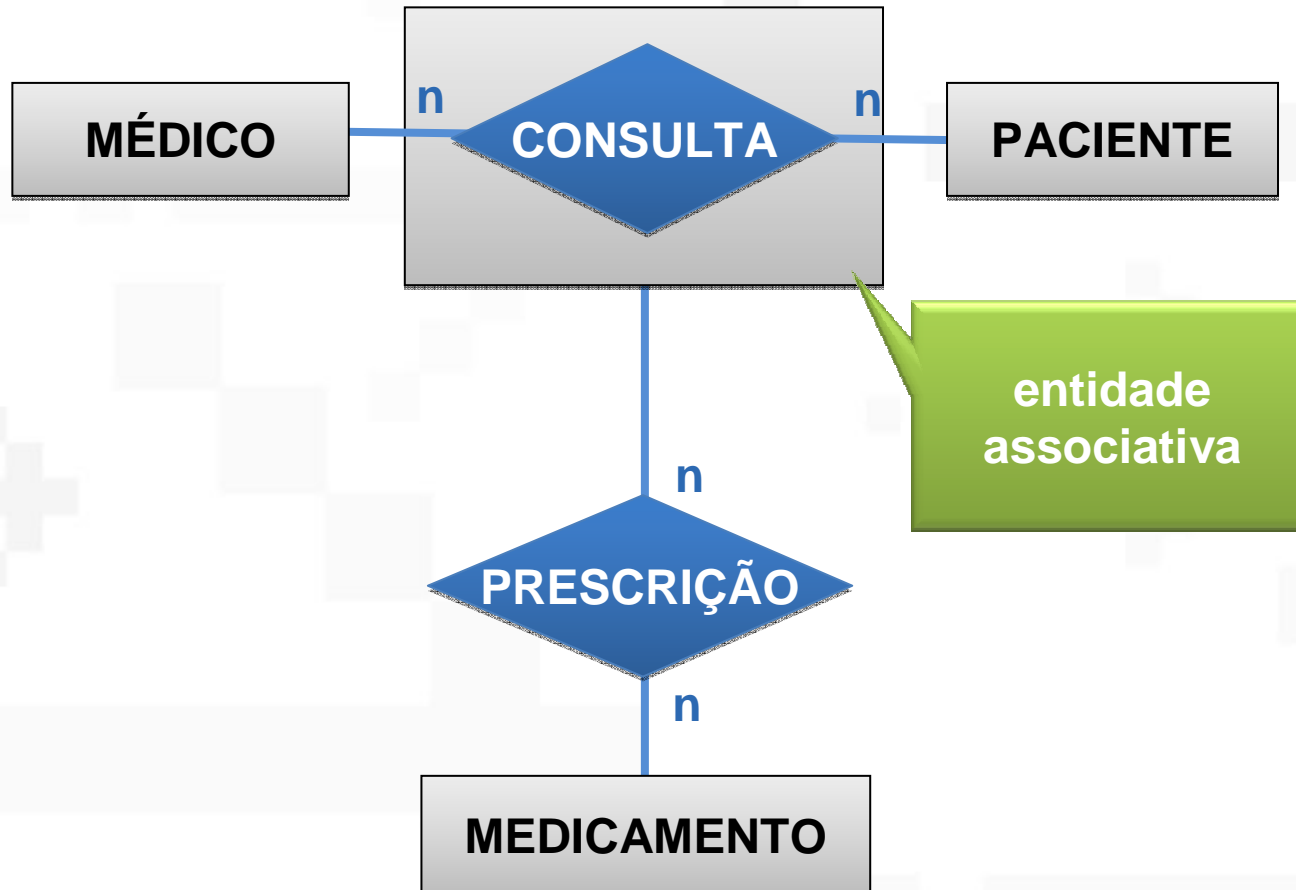 n
n
MÉDICO
CONSULTA
PACIENTE
entidade
associativa
n
PRESCRIÇÃO
n
MEDICAMENTO